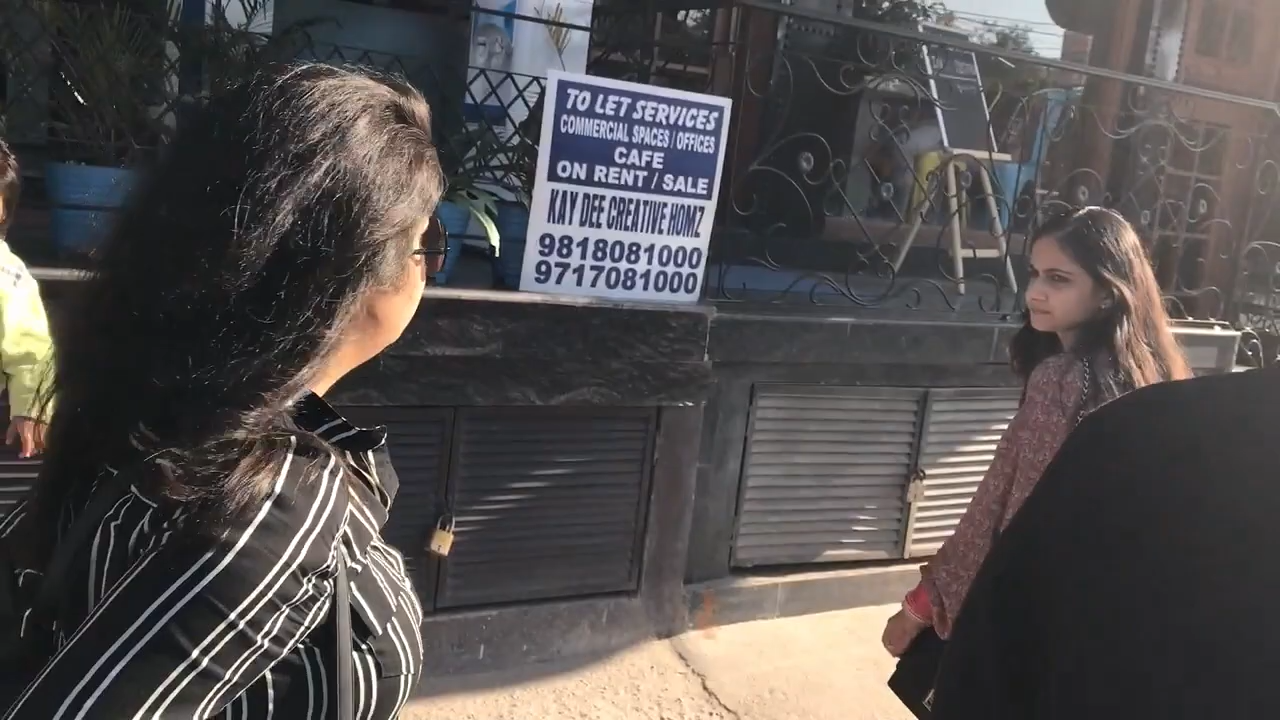 TO LET SERVICES
COMMERCIAL SPACES / OFFICES
CAFE
ON RENT / SALE
KAY DEE CREATIVE HOMZ
9818081000
9717081000